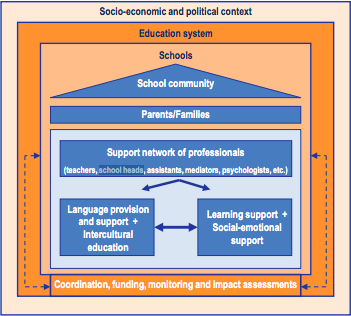 Socio-economic and political context
Education system
Schools
School community
Parents/Families
Support network of professionals
(teachers, school heads, assistants, mediators, psychologists, etc.)
Language provision
and support +
Intercultural
education
Learning support +
Social-emotional
support
Coordination, funding, monitoring and impact assessments